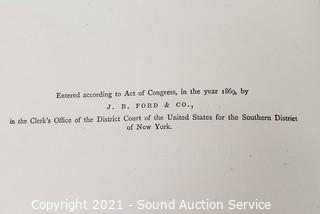 Entered according to Act of Congress, in the year 1869, by
J. B. FORD & CO.,
in the Clerk's Office of the District Court of the United States for the Southern District
of New York.
Copyright 2021 - Sound Auction Service